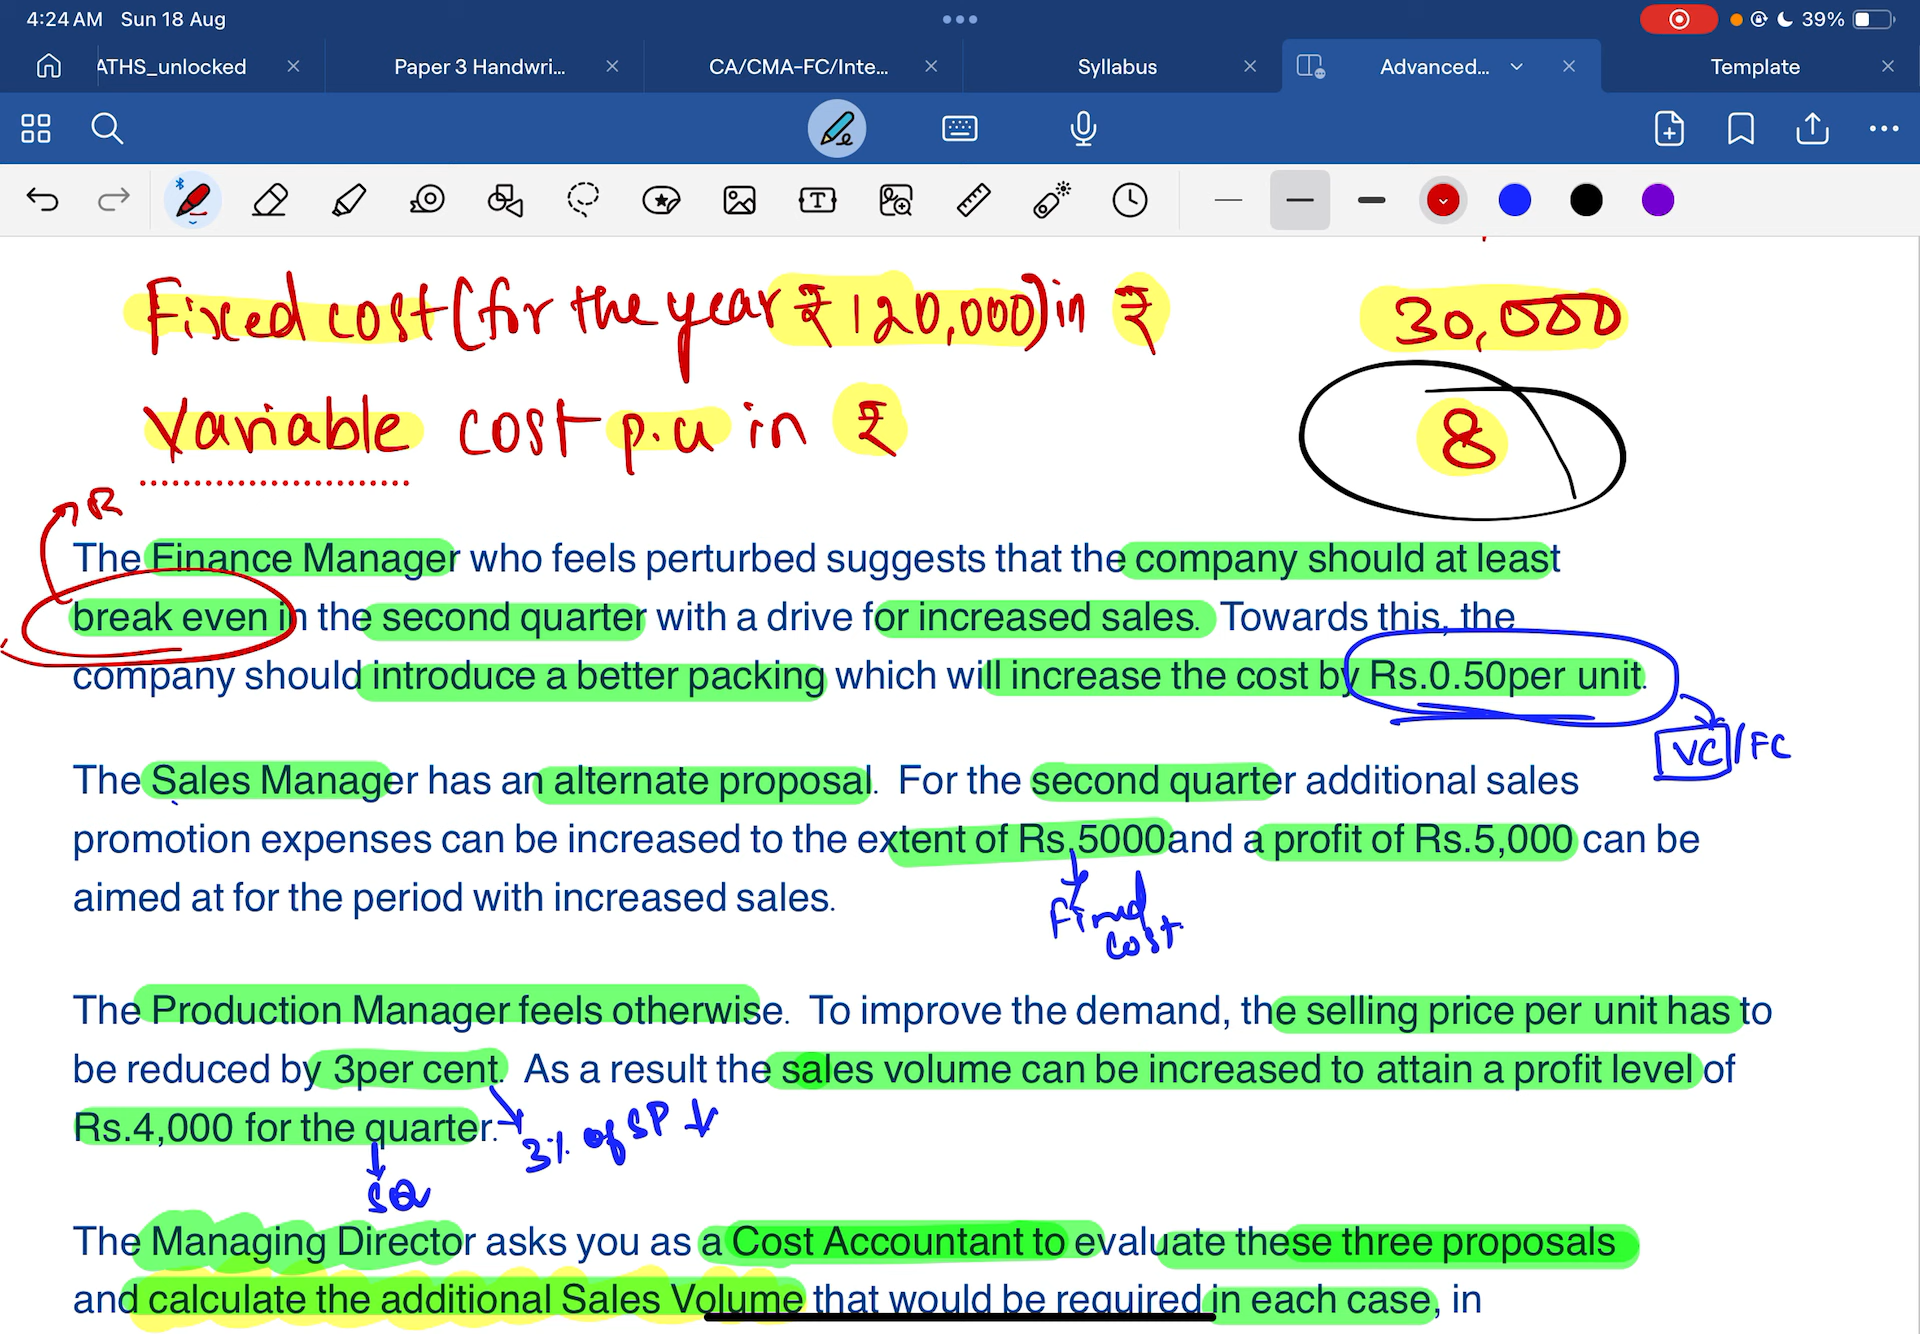 4:24 AM Sun 18 Aug
39%
ATHS_unlocked
Paper 3 Handwri...
CA/CMA-FC/Inte...
Syllabus
Advanced...
Template
Fixed cost (for the year ₹ 120,000) in ₹ 30,000
Variable cost p.u in ₹ 8
R
The Finance Manager who feels perturbed suggests that the company should at least
break even in the second quarter with a drive for increased sales. Towards this, the
company should introduce a better packing which will increase the cost by Rs.0.50per unit.
VC/FC
The Sales Manager has an alternate proposal. For the second quarter additional sales
promotion expenses can be increased to the extent of Rs.5000and a profit of Rs.5,000 can be
aimed at for the period with increased sales.
Fixed
cost
The Production Manager feels otherwise. To improve the demand, the selling price per unit has to
be reduced by 3per cent. As a result the sales volume can be increased to attain a profit level of
Rs.4,000 for the quarter.
3% of SP ↓
SQ
The Managing Director asks you as a Cost Accountant to evaluate these three proposals
and calculate the additional Sales Volume that would be required in each case, in